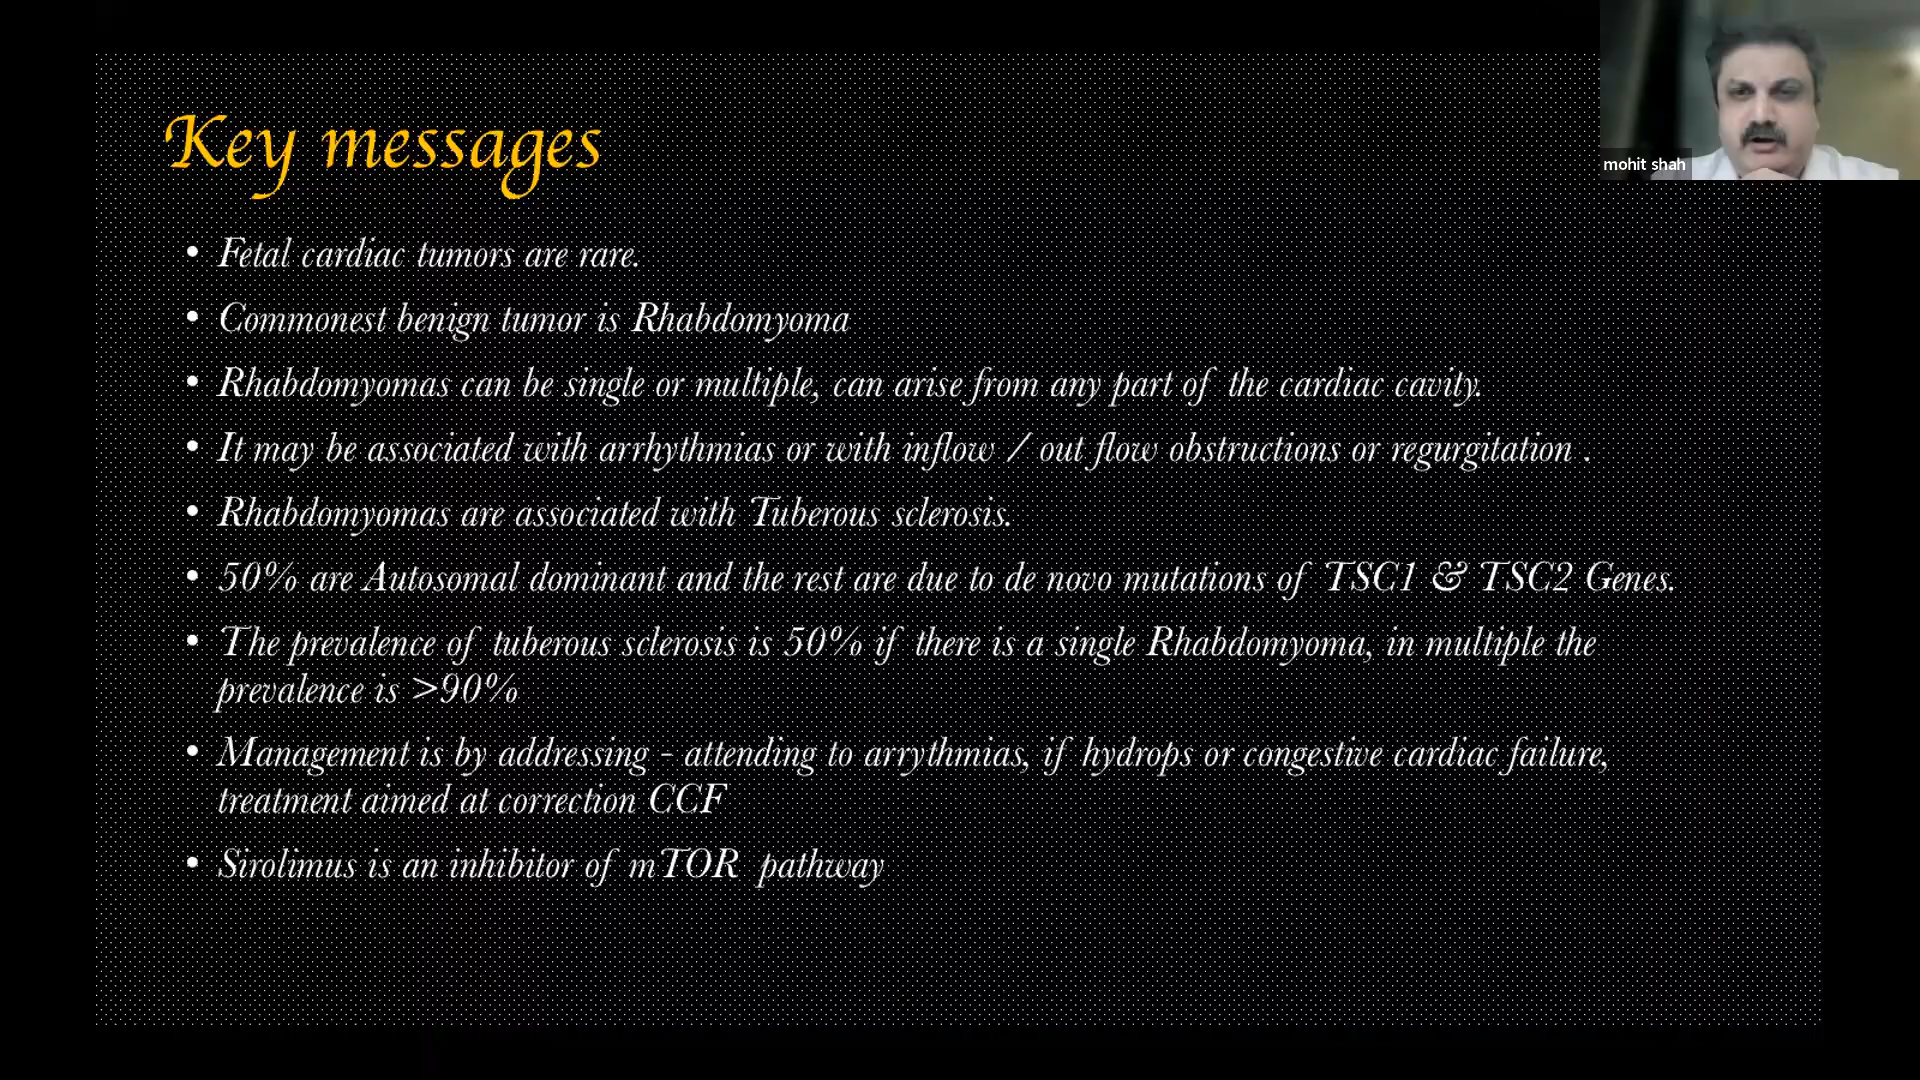 Key messages
mohit shah
• Fetal cardiac tumors are rare.
• Commonest benign tumor is Rhabdomyoma
• Rhabdomyomas can be single or multiple, can arise from any part of the cardiac cavity.
• It may be associated with arrhythmias or with inflow / out flow obstructions or regurgitation .
• Rhabdomyomas are associated with Tuberous sclerosis.
• 50% are Autosomal dominant and the rest are due to de novo mutations of TSC1 & TSC2 Genes.
• The prevalence of tuberous sclerosis is 50% if there is a single Rhabdomyoma, in multiple the
prevalence is >90%
• Management is by addressing - attending to arrythmias, if hydrops or congestive cardiac failure,
treatment aimed at correction CCF
• Sirolimus is an inhibitor of mTOR pathway